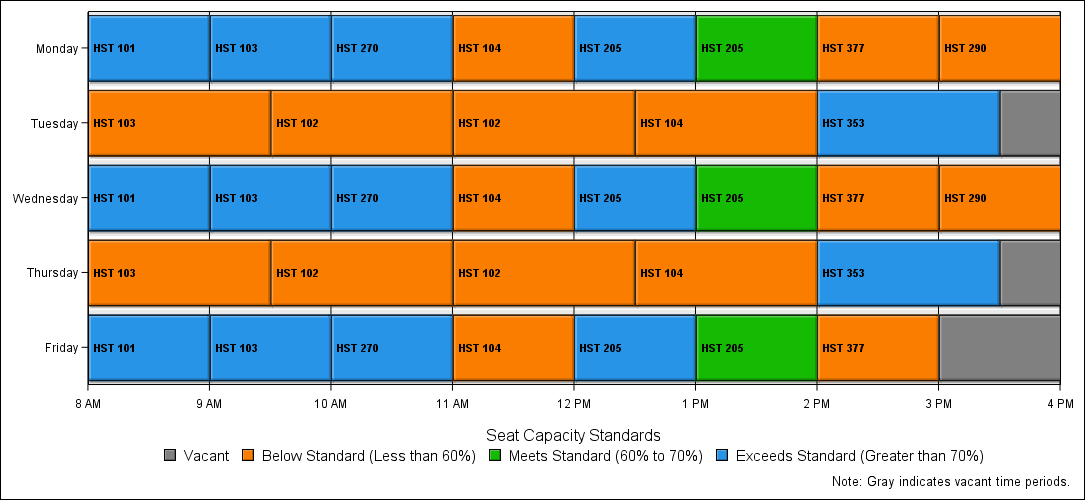 Monday HST 101 HST 103 HST 270 HST 104 HST 205 HST 205 HST 377 HST 290
Tuesday HST 103 HST 102 HST 102 HST 104 HST 353
Wednesday HST 101 HST 103 HST 270 HST 104 HST 205 HST 205 HST 377 HST 290
Thursday HST 103 HST 102 HST 102 HST 104 HST 353
Friday HST 101 HST 103 HST 270 HST 104 HST 205 HST 205 HST 377
8 AM 9 AM 10 AM 11 AM 12 PM 1 PM 2 PM 3 PM 4 PM
Seat Capacity Standards
Vacant Below Standard (Less than 60%) Meets Standard (60% to 70%) Exceeds Standard (Greater than 70%)
Note: Gray indicates vacant time periods.